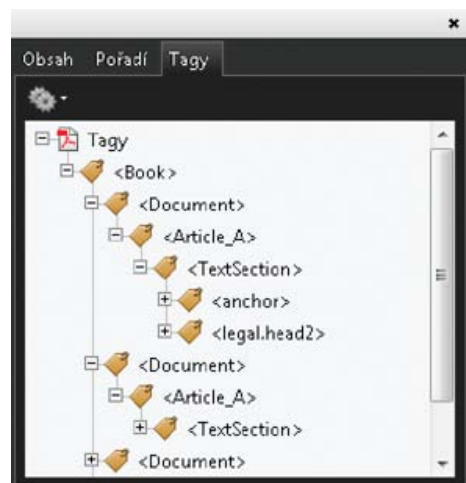 Obsah Pořadí Tagy
Tagy
<Book>
<Document>
<Article_A>
<TextSection>
<anchor>
<legal.head2>
<Document>
<Article_A>
<TextSection>
<Document>